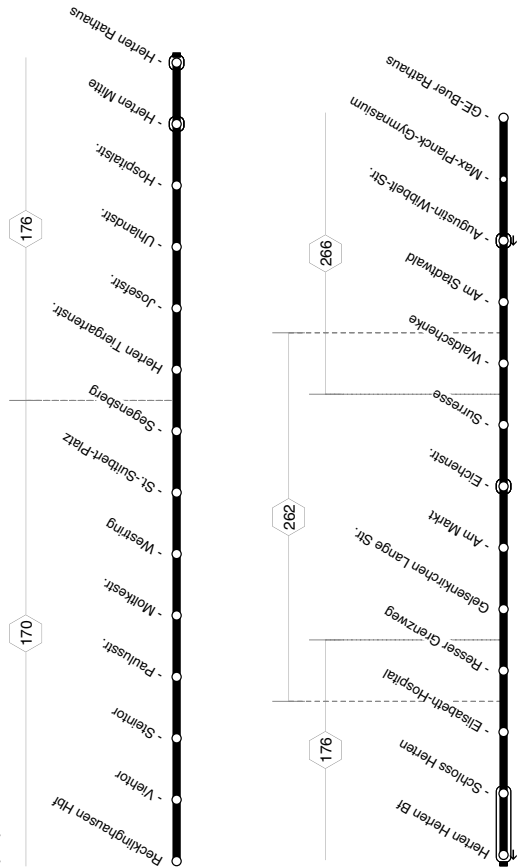 Recklinghausen Hbf
- Viehtor
- Steintor
- Paulusstr.
- Moltkestr.
- Westring
- St.-Suitbert-Platz
- Segensberg
Herten Tiergartenstr.
- Josefstr.
- Uhlandstr.
- Hospitalstr.
- Herten Mitte
- Herten Rathaus
170
176
Herten Herten Bf
- Schloss Herten
- Elisabeth-Hospital
- Resser Grenzweg
Gelsenkirchen Lange Str.
- Am Markt
- Eichenstr.
- Surresse
- Waldschenke
- Am Stadtwald
- Augustin-Wibbelt-Str.
- Max-Planck-Gymnasium
- GE-Buer Rathaus
176
262
266